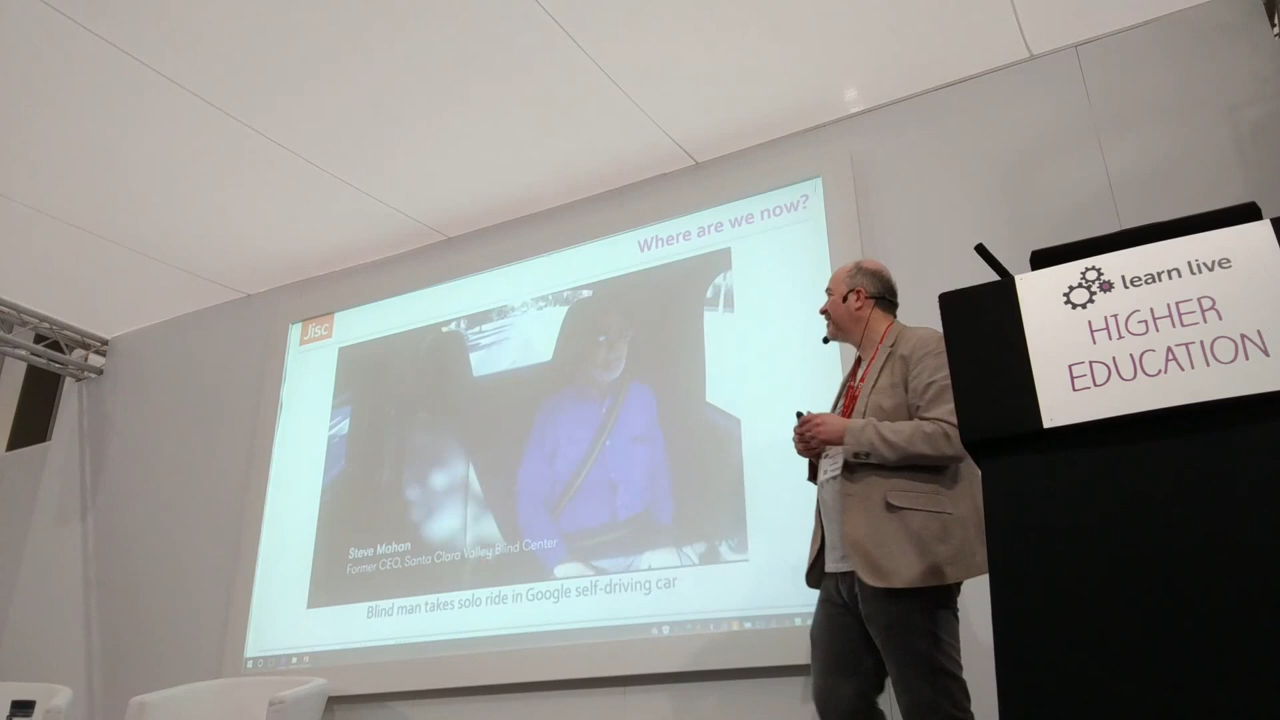 Where are we now?
Jisc
Steve Mahan
Former CEO, Santa Clara Valley Blind Center
Blind man takes solo ride in Google self-driving car
learn live
HIGHER
EDUCATION